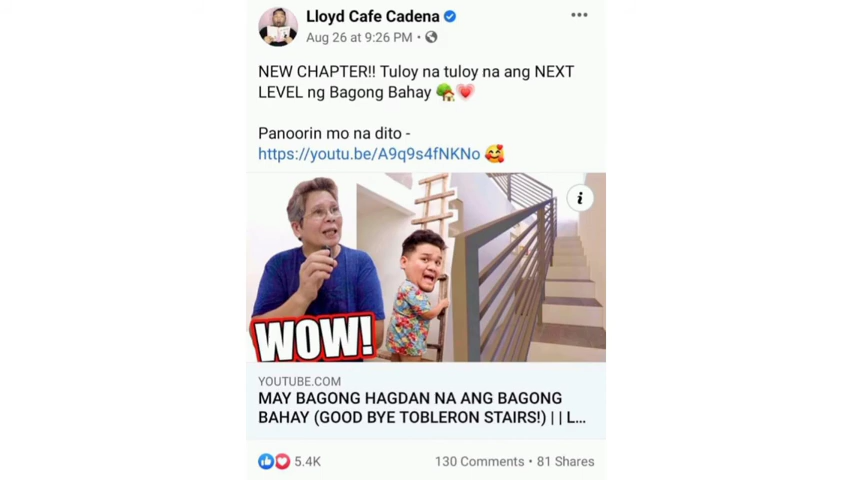 Lloyd Cafe Cadena
Aug 26 at 9:26 PM •
NEW CHAPTER!! Tuloy na tuloy na ang NEXT
LEVEL ng Bagong Bahay 🏡💗
Panoorin mo na dito -
https://youtu.be/A9q9s4fNKNo 🥰
WOW!
YOUTUBE.COM
MAY BAGONG HAGDAN NA ANG BAGONG
BAHAY (GOOD BYE TOBLERON STAIRS!) | | L...
5.4K
130 Comments • 81 Shares